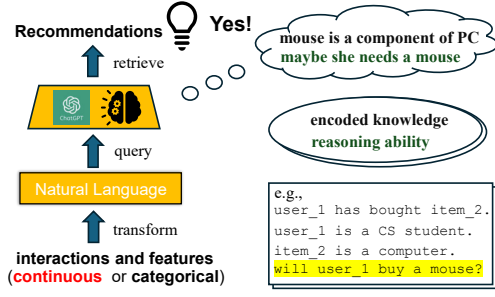 Recommendations
Yes!
retrieve
ChatGPT
query
Natural Language
transform
interactions and features
(continuous or categorical)
mouse is a component of PC
maybe she needs a mouse
encoded knowledge
reasoning ability
e.g.,
user_1 has bought item_2.
user_1 is a CS student.
item_2 is a computer.
will user_1 buy a mouse?